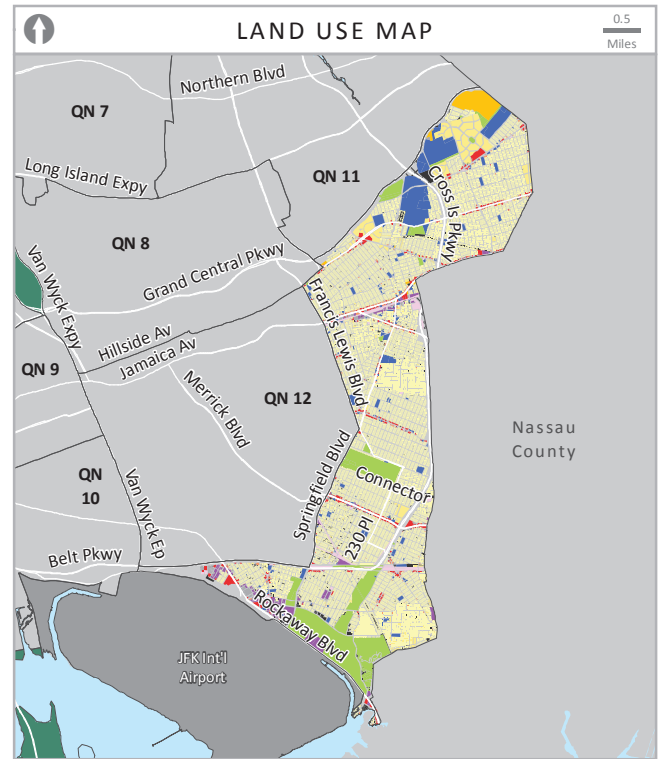 LAND USE MAP
0.5
Miles
Northern Blvd
QN 7
Long Island Expy
QN 11
Cross Is Pkwy
QN 8
Grand Central Pkwy
Van Wyck Expy
Francis Lewis Blvd
Hillside Av
Jamaica Av
QN 9
Merrick Blvd
QN 12
Nassau
County
Springfield Blvd
QN
10
Connector
Van Wyck Ep
230 Pl
Belt Pkwy
Rockaway Blvd
JFK Int'l
Airport